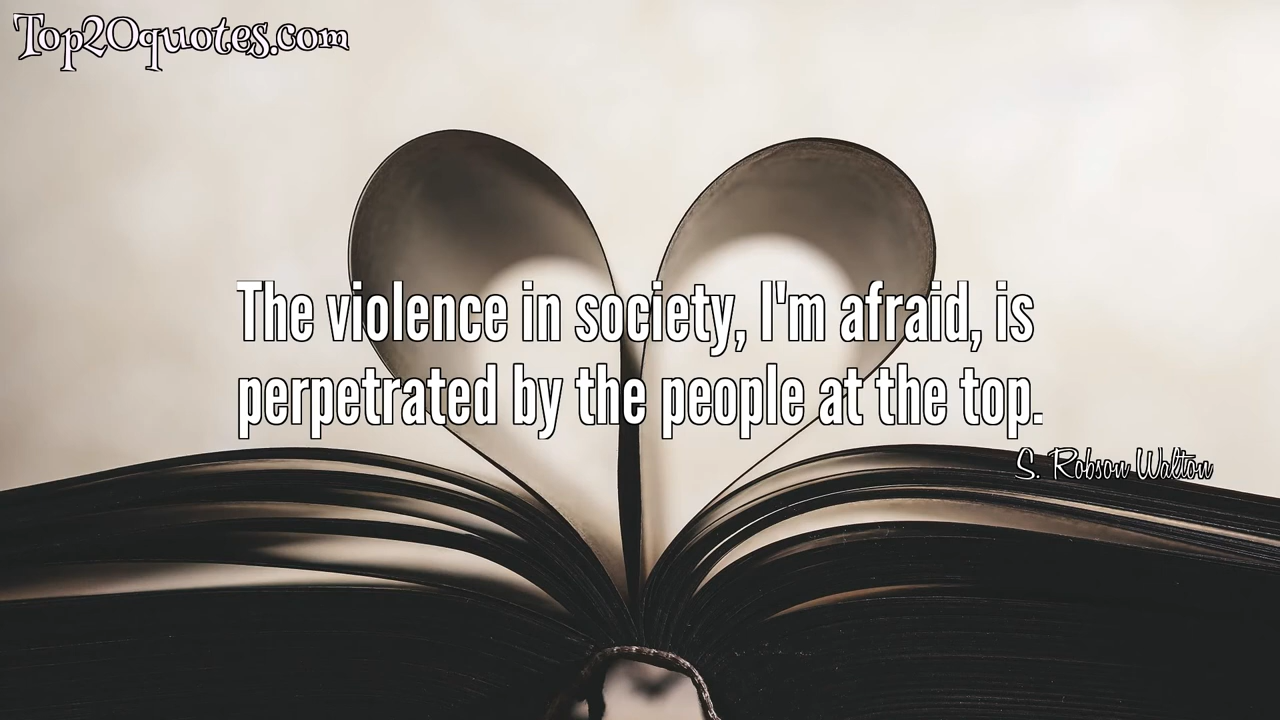 Top20quotes.com
The violence in society, I'm afraid, is
perpetrated by the people at the top.
S. Robson Walton